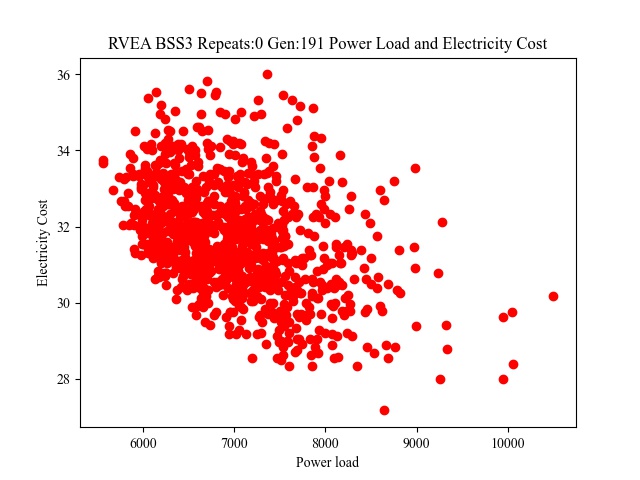 RVEA BSS3 Repeats:0 Gen:191 Power Load and Electricity Cost
36
34
32
30
28
Electricity Cost
6000 7000 8000 9000 10000
Power load